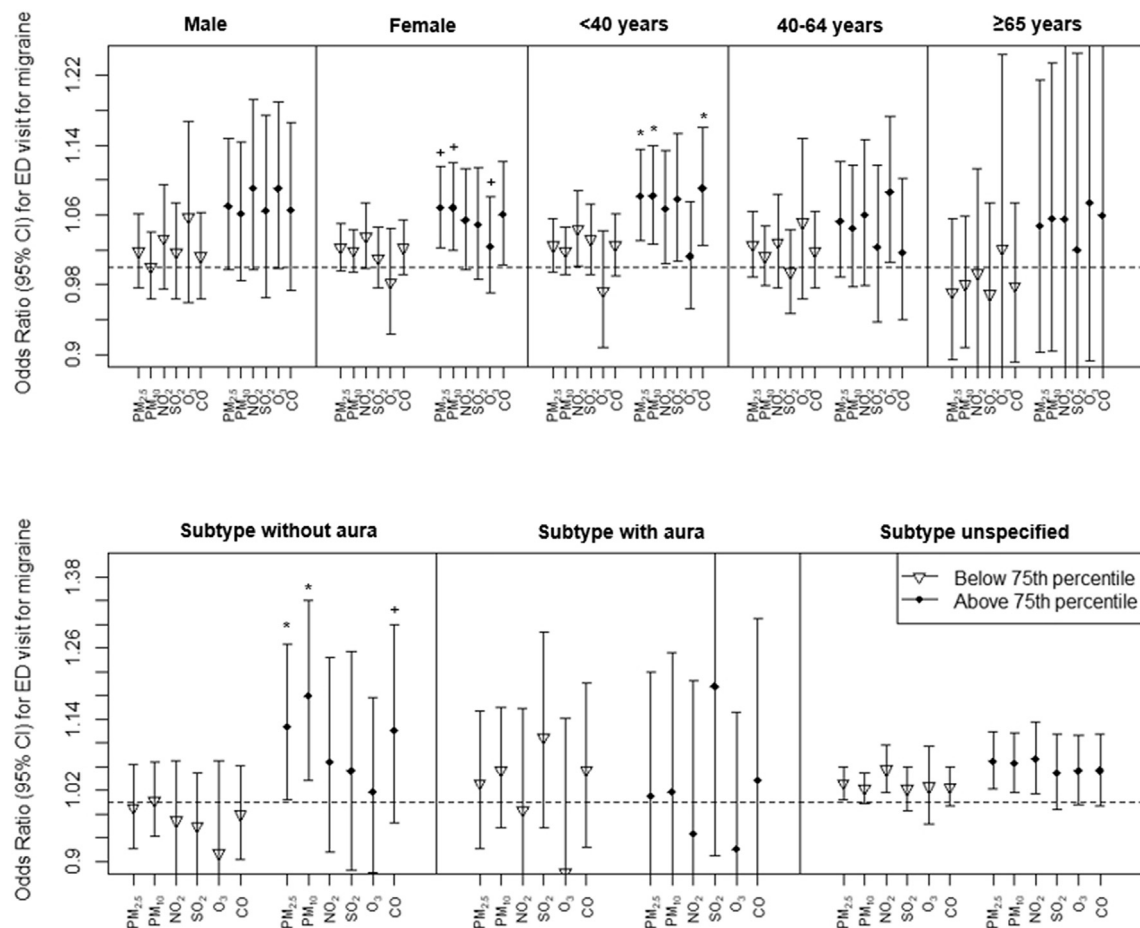 Male Female <40 years 40-64 years ≥65 years
Odds Ratio (95% CI) for ED visit for migraine
1.22
1.14
1.06
0.98
0.9
+ + + * * *
PM2.5 PM10 NO2 SO2 O3 CO PM2.5 PM10 NO2 SO2 O3 CO PM2.5 PM10 NO2 SO2 O3 CO PM2.5 PM10 NO2 SO2 O3 CO PM2.5 PM10 NO2 SO2 O3 CO PM2.5 PM10 NO2 SO2 O3 CO PM2.5 PM10 NO2 SO2 O3 CO PM2.5 PM10 NO2 SO2 O3 CO PM2.5 PM10 NO2 SO2 O3 CO PM2.5 PM10 NO2 SO2 O3 CO
Subtype without aura Subtype with aura Subtype unspecified
Odds Ratio (95% CI) for ED visit for migraine
1.38
1.26
1.14
1.02
0.9
* * +
Below 75th percentile
Above 75th percentile
PM2.5 PM10 NO2 SO2 O3 CO PM2.5 PM10 NO2 SO2 O3 CO PM2.5 PM10 NO2 SO2 O3 CO PM2.5 PM10 NO2 SO2 O3 CO PM2.5 PM10 NO2 SO2 O3 CO PM2.5 PM10 NO2 SO2 O3 CO